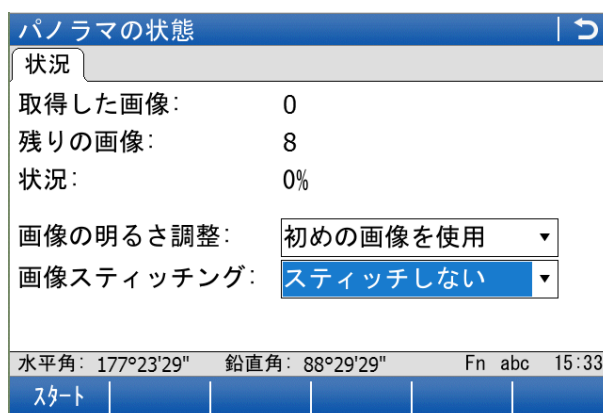 パノラマの状態
状況
取得した画像: 0
残りの画像: 8
状況: 0%
画像の明るさ調整: 初めの画像を使用
画像スティッチング: スティッチしない
水平角: 177°23'29" 鉛直角: 88°29'29" Fn abc 15:33
ｽﾀｰﾄ